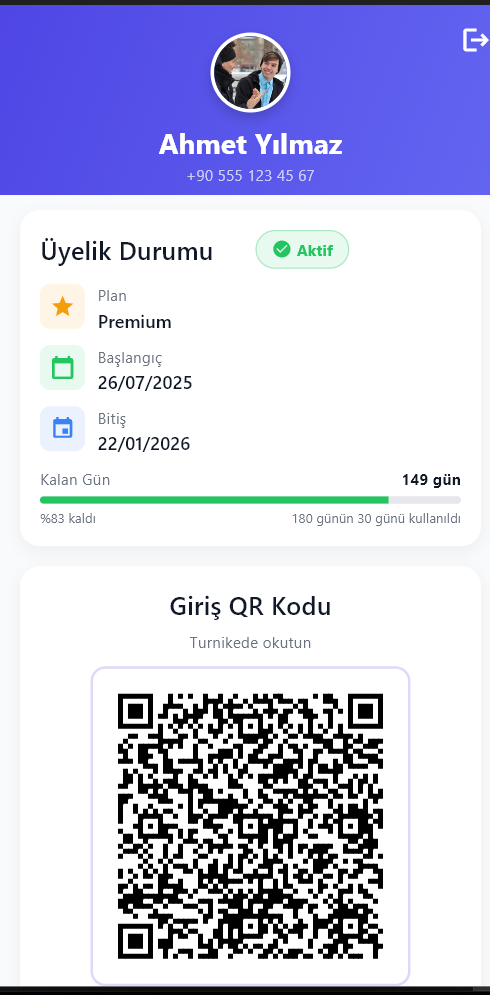 Ahmet Yılmaz
+90 555 123 45 67
Üyelik Durumu
Aktif
Plan
Premium
Başlangıç
26/07/2025
Bitiş
22/01/2026
Kalan Gün
149 gün
%83 kaldı
180 günün 30 günü kullanıldı
Giriş QR Kodu
Turnikede okutun